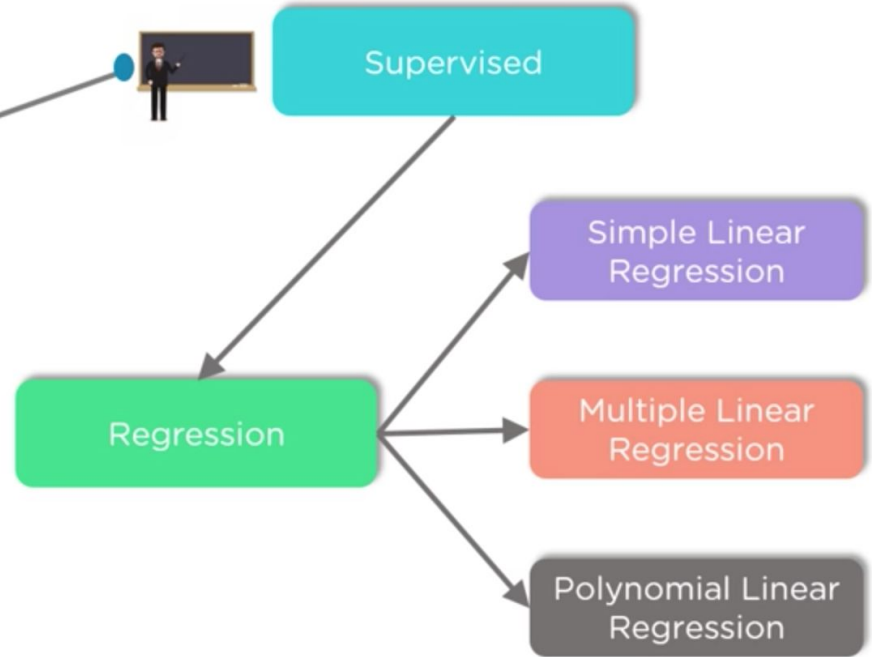 Supervised
Simple Linear
Regression
Regression
Multiple Linear
Regression
Polynomial Linear
Regression